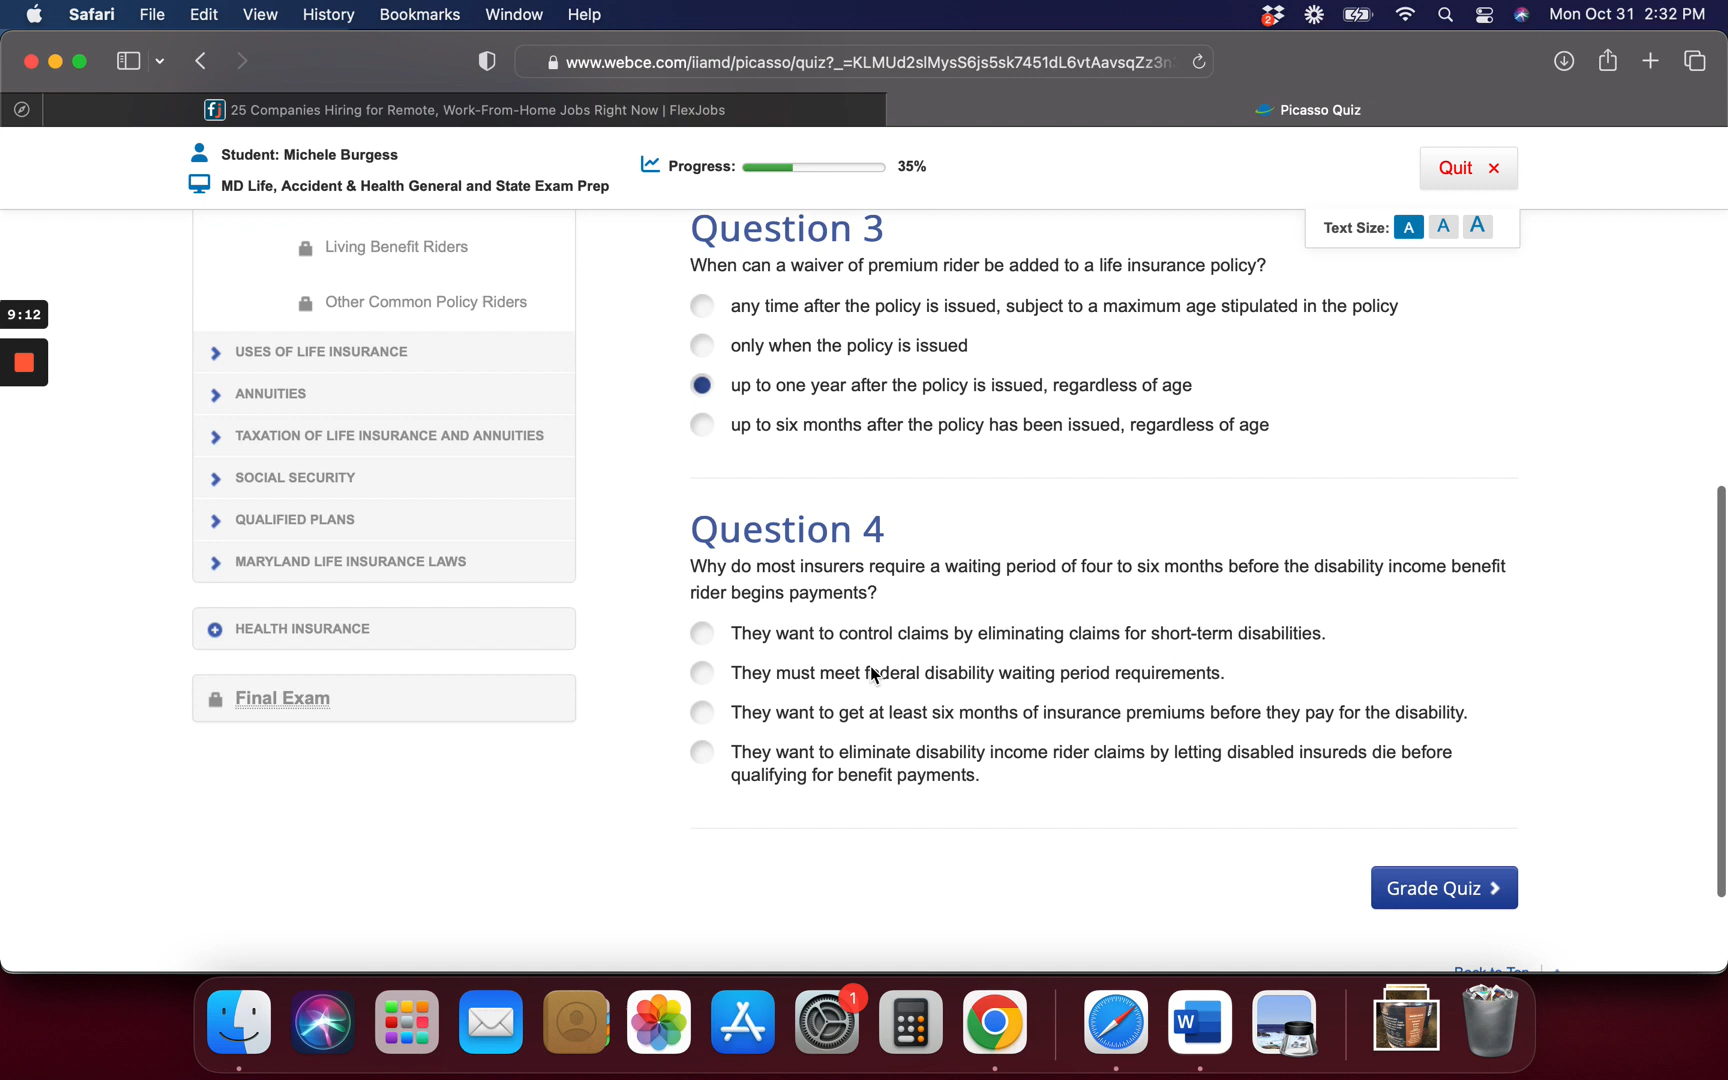 Safari File Edit View History Bookmarks Window Help
2
Mon Oct 31 2:32 PM
www.webce.com/iiamd/picasso/quiz?_=KLMUd2slMysS6js5sk7451dL6vtAavsqZz3n
25 Companies Hiring for Remote, Work-From-Home Jobs Right Now | FlexJobs
Picasso Quiz
Student: Michele Burgess
MD Life, Accident & Health General and State Exam Prep
Progress: 35%
Quit ×
Text Size: A A A
9:12
Living Benefit Riders
Other Common Policy Riders
USES OF LIFE INSURANCE
ANNUITIES
TAXATION OF LIFE INSURANCE AND ANNUITIES
SOCIAL SECURITY
QUALIFIED PLANS
MARYLAND LIFE INSURANCE LAWS
HEALTH INSURANCE
Final Exam
Question 3
When can a waiver of premium rider be added to a life insurance policy?
any time after the policy is issued, subject to a maximum age stipulated in the policy
only when the policy is issued
up to one year after the policy is issued, regardless of age
up to six months after the policy has been issued, regardless of age
Question 4
Why do most insurers require a waiting period of four to six months before the disability income benefit
rider begins payments?
They want to control claims by eliminating claims for short-term disabilities.
They must meet federal disability waiting period requirements.
They want to get at least six months of insurance premiums before they pay for the disability.
They want to eliminate disability income rider claims by letting disabled insureds die before
qualifying for benefit payments.
Grade Quiz
Back to Top
1
W